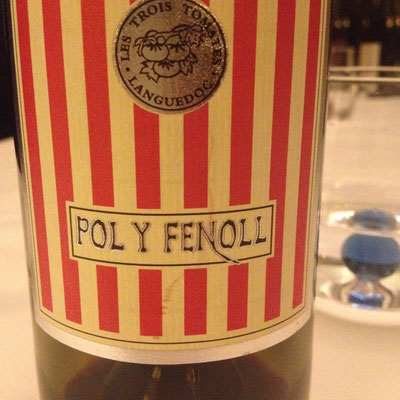 LES TROIS TOMATES
• LANGUEDOC •
POL Y FENOLL